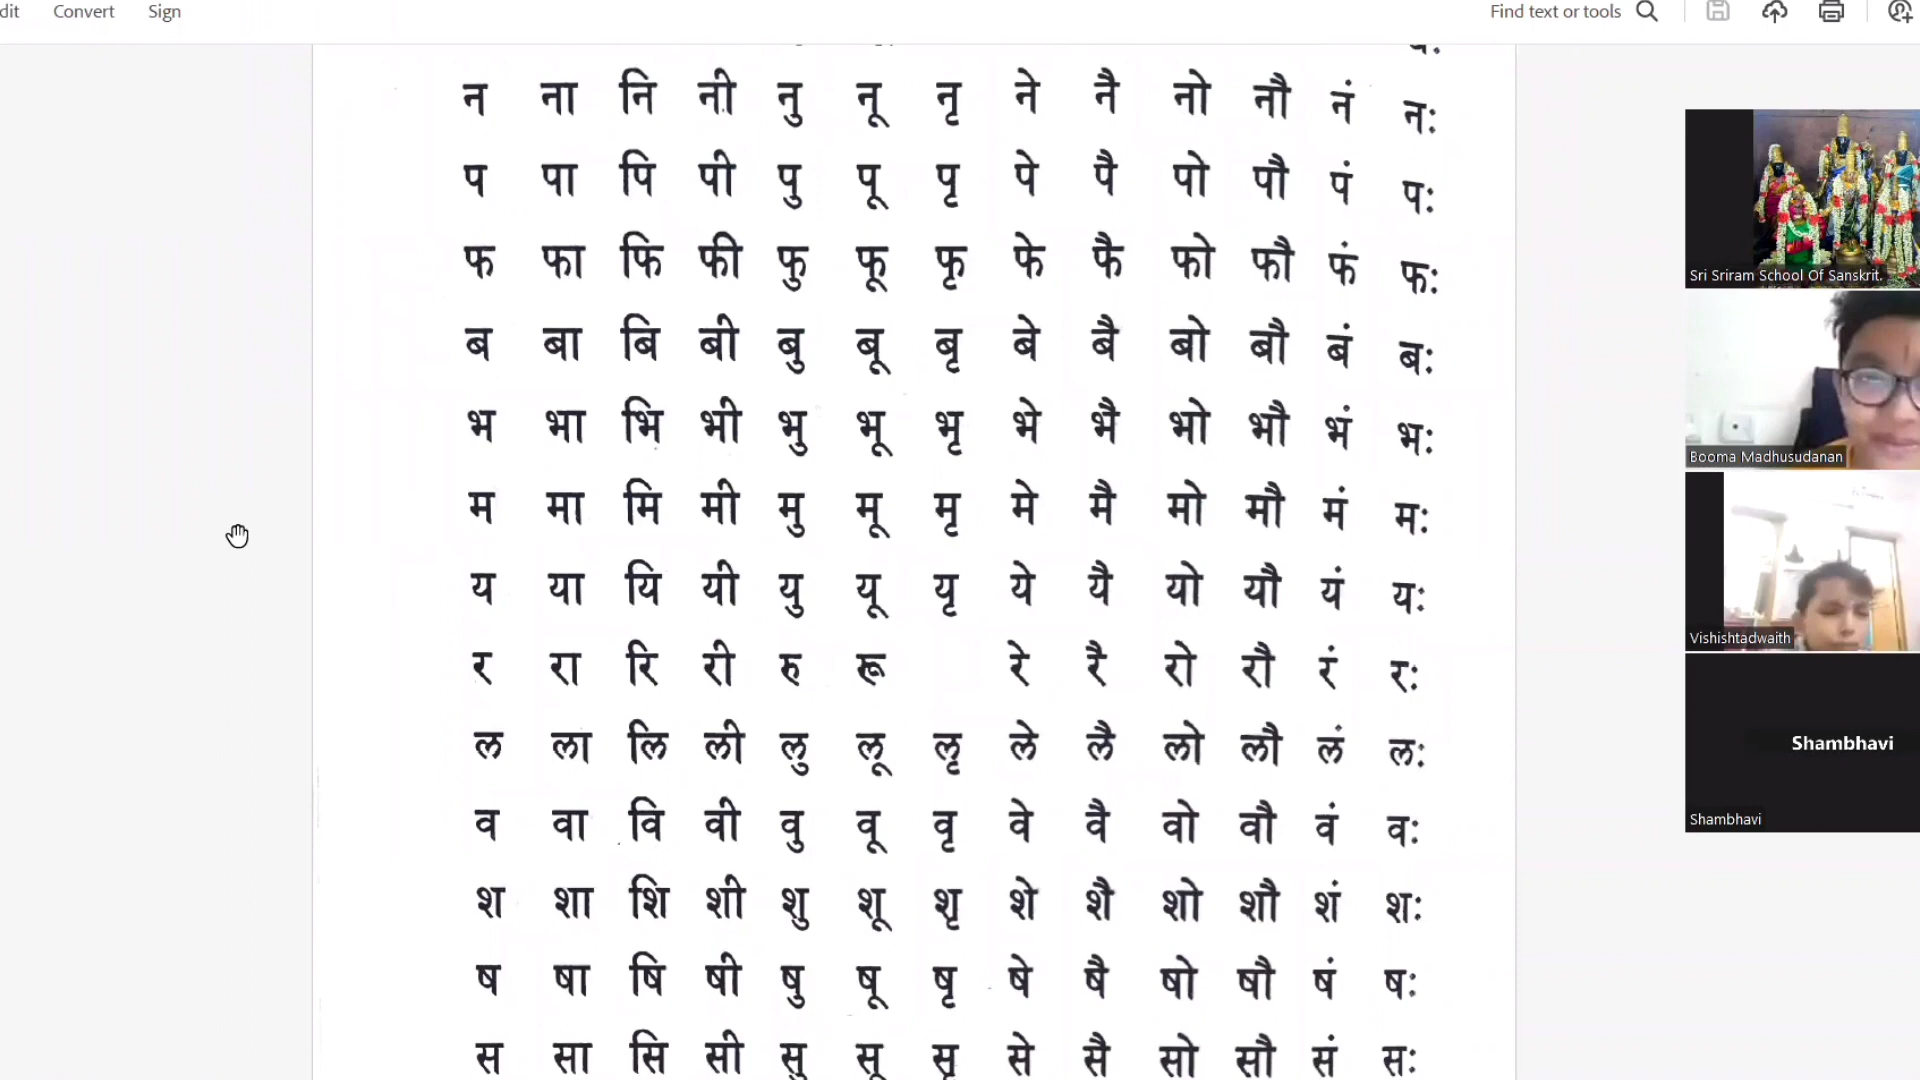 dit Convert Sign Find text or tools
न ना नि नी नु नू नृ ने नै नो नौ नं नः
प पा पि पी पु पू पृ पे पै पो पौ पं पः
फ फा फि फी फु फू फृ फे फै फो फौ फं फः
ब बा बि बी बु बू बृ बे बै बो बौ बं बः
भ भा भि भी भु भू भृ भे भै भो भौ भं भः
म मा मि मी मु मू मृ मे मै मो मौ मं मः
य या यि यी यु यू यृ ये यै यो यौ यं यः
र रा रि री रु रू रे रै रो रौ रं रः
ल ला लि ली लु लू लृ ले लै लो लौ लं लः
व वा वि वी वु वू वृ वे वै वो वौ वं वः
श शा शि शी शु शू शृ शे शै शो शौ शं शः
ष षा षि षी षु षू षृ षे षै षो षौ षं षः
स सा सि सी सु सू सृ से सै सो सौ सं सः
Sri Sriram School Of Sanskrit.
Booma Madhusudanan
Vishishtadwaith
Shambhavi
Shambhavi